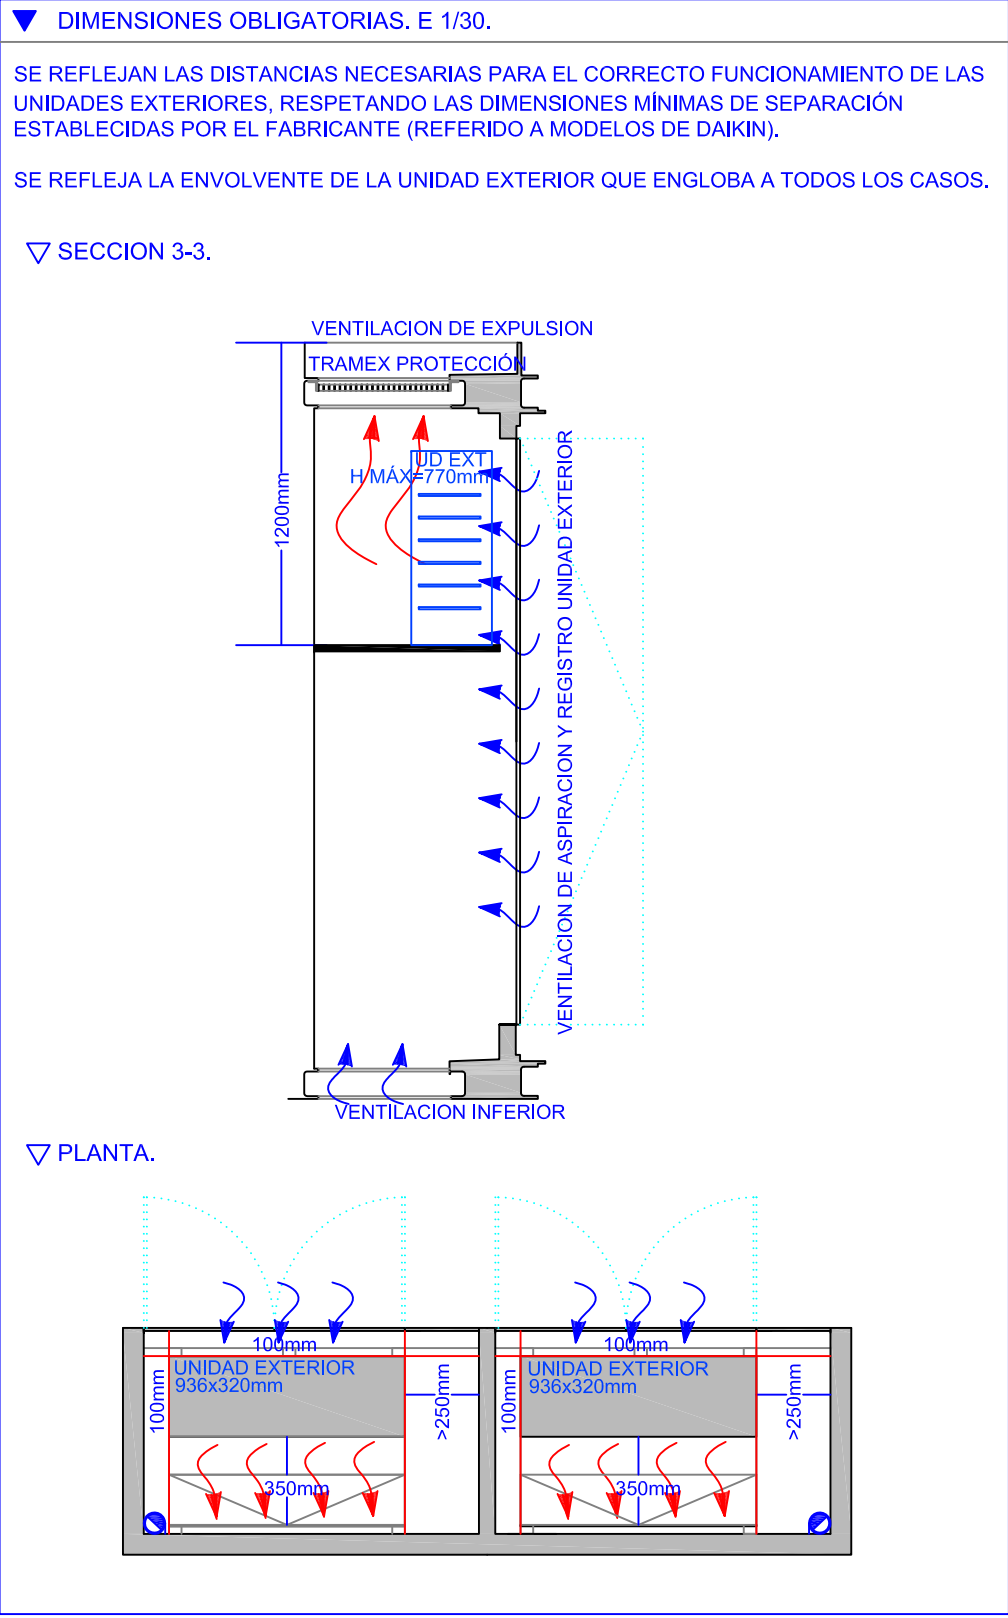 DIMENSIONES OBLIGATORIAS. E 1/30.
SE REFLEJAN LAS DISTANCIAS NECESARIAS PARA EL CORRECTO FUNCIONAMIENTO DE LAS
UNIDADES EXTERIORES, RESPETANDO LAS DIMENSIONES MÍNIMAS DE SEPARACIÓN
ESTABLECIDAS POR EL FABRICANTE (REFERIDO A MODELOS DE DAIKIN).
SE REFLEJA LA ENVOLVENTE DE LA UNIDAD EXTERIOR QUE ENGLOBA A TODOS LOS CASOS.
SECCION 3-3.
VENTILACION DE EXPULSION
TRAMEX PROTECCIÓN
UD EXT
H MÁX=770mm
1200mm
VENTILACION DE ASPIRACION Y REGISTRO UNIDAD EXTERIOR
VENTILACION INFERIOR
PLANTA.
100mm
UNIDAD EXTERIOR
936x320mm
100mm
>250mm
350mm
100mm
UNIDAD EXTERIOR
936x320mm
100mm
>250mm
350mm